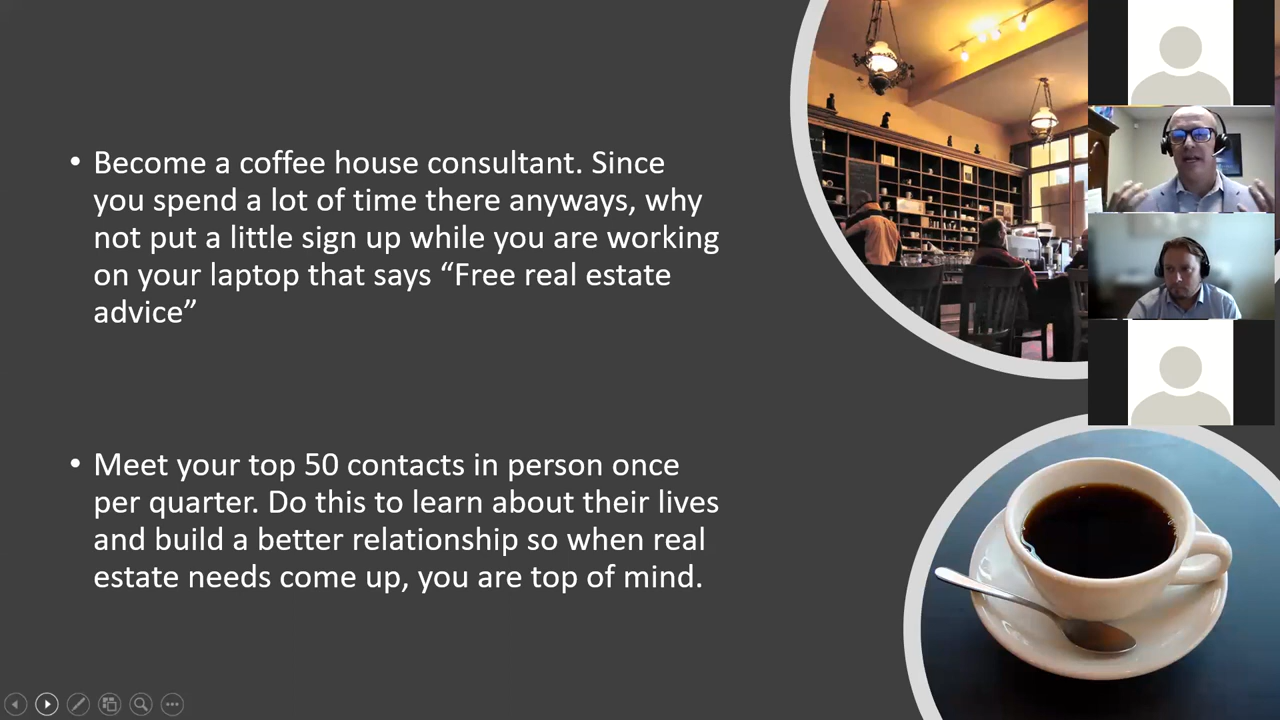 • Become a coffee house consultant. Since
you spend a lot of time there anyways, why
not put a little sign up while you are working
on your laptop that says “Free real estate
advice”
• Meet your top 50 contacts in person once
per quarter. Do this to learn about their lives
and build a better relationship so when real
estate needs come up, you are top of mind.